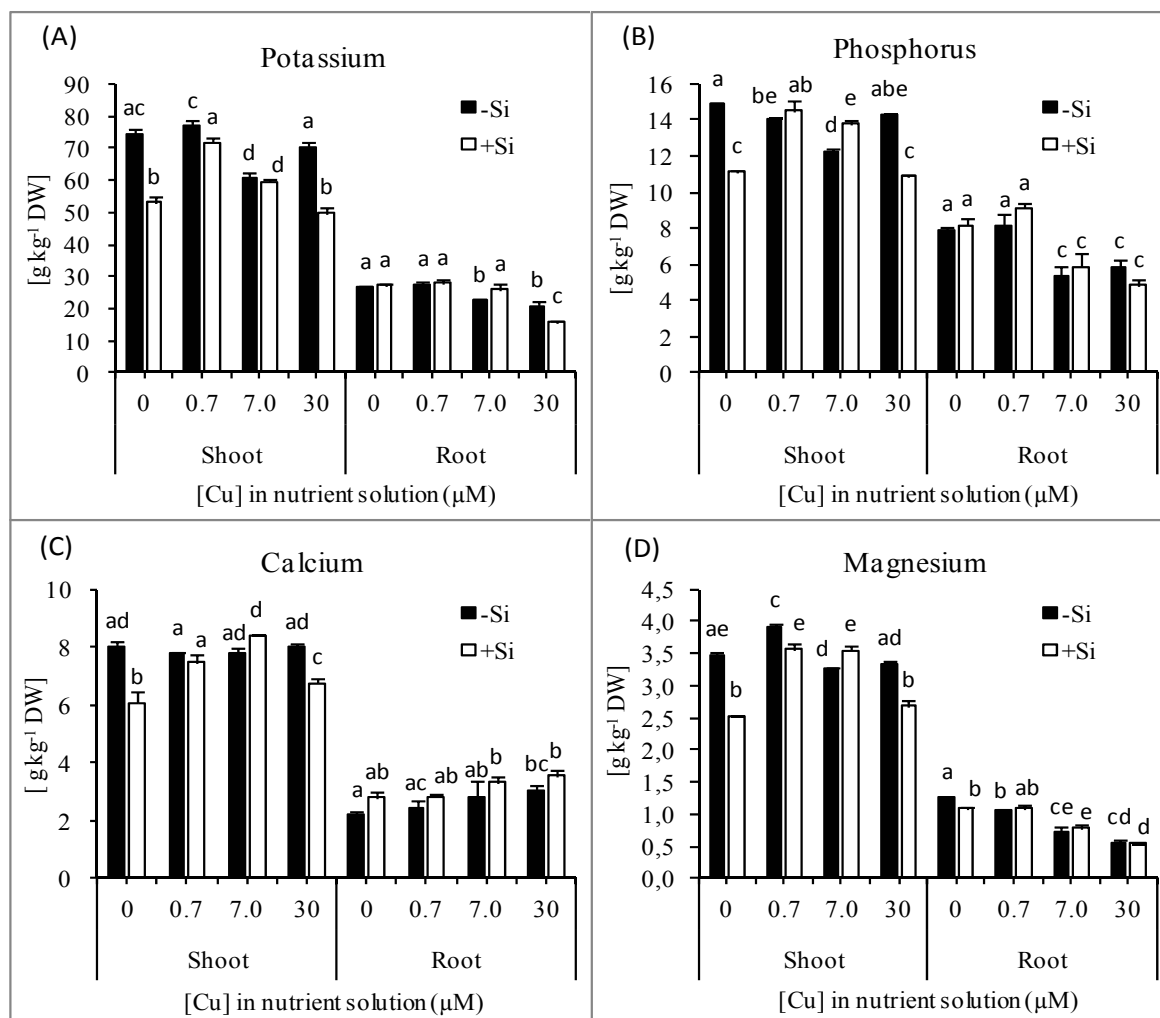 (A)
Potassium
[g kg-1 DW]
90
80
70
60
50
40
30
20
10
0
-Si
+Si
ac b c a d d a b a a a a b a b c
0 0.7 7.0 30 0 0.7 7.0 30
Shoot Root
[Cu] in nutrient solution (μM)
(B)
Phosphorus
[g kg-1 DW]
16
14
12
10
8
6
4
2
0
-Si
+Si
a c be ab d e abe c a a a a c c c c
0 0.7 7.0 30 0 0.7 7.0 30
Shoot Root
[Cu] in nutrient solution (μM)
(C)
Calcium
[g kg-1 DW]
10
8
6
4
2
0
-Si
+Si
ad b a a ad d ad c a ab ac ab ab b bc b
0 0.7 7.0 30 0 0.7 7.0 30
Shoot Root
[Cu] in nutrient solution (μM)
(D)
Magnesium
[g kg-1 DW]
4,5
4,0
3,5
3,0
2,5
2,0
1,5
1,0
0,5
0,0
-Si
+Si
ae b c e d e ad b a b b ab ce e cd d
0 0.7 7.0 30 0 0.7 7.0 30
Shoot Root
[Cu] in nutrient solution (μM)